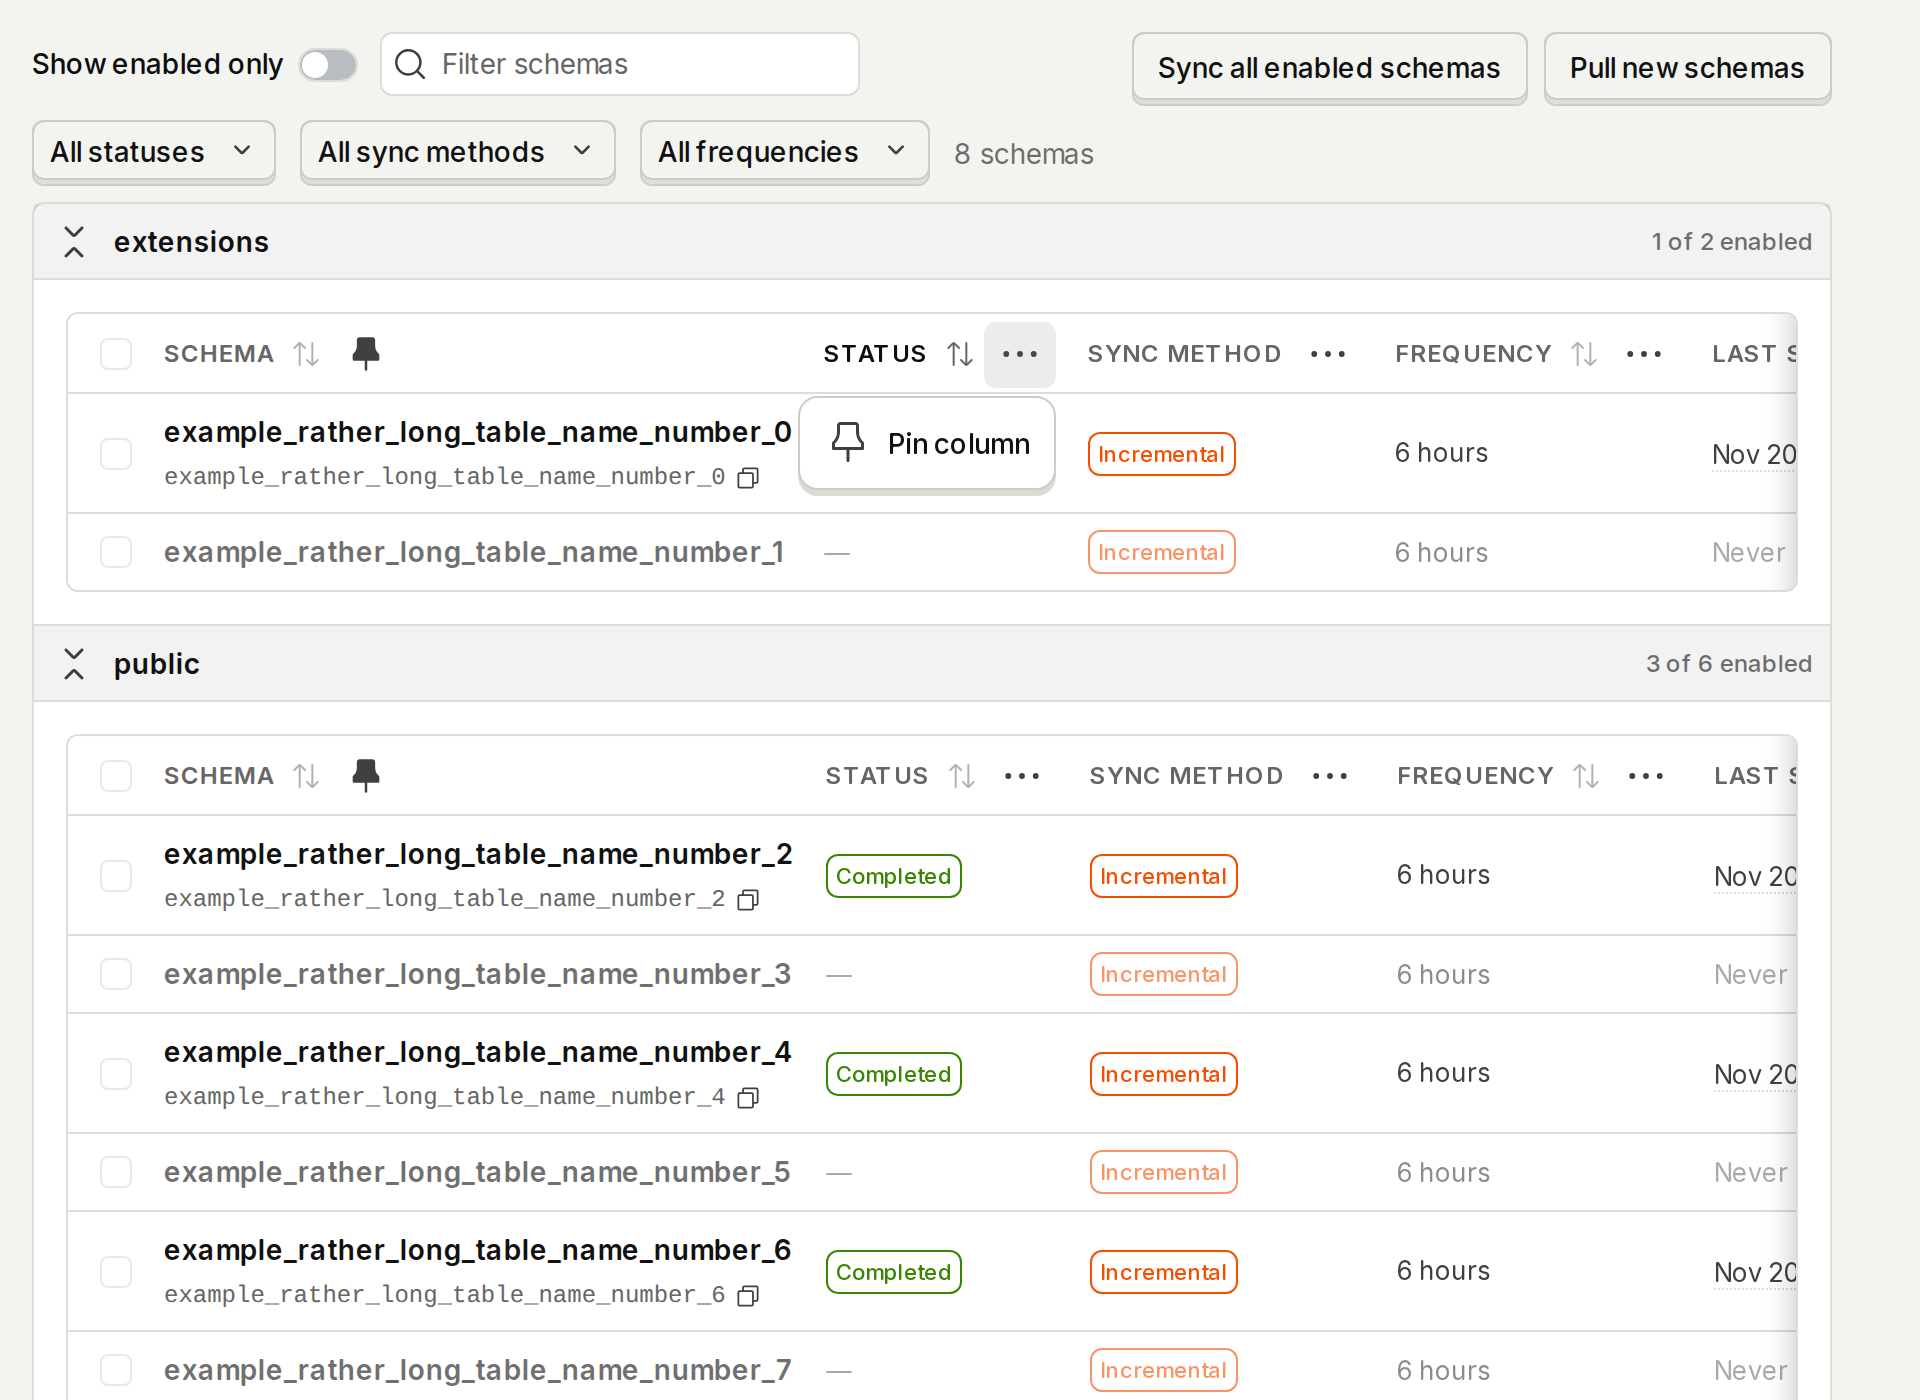 Show enabled only
Filter schemas
Sync all enabled schemas
Pull new schemas
All statuses
All sync methods
All frequencies
8 schemas
extensions
1 of 2 enabled
SCHEMA STATUS SYNC METHOD FREQUENCY LAST S
example_rather_long_table_name_number_0
example_rather_long_table_name_number_0
Pin column
Incremental
6 hours
Nov 20
example_rather_long_table_name_number_1 — Incremental 6 hours Never
public
3 of 6 enabled
SCHEMA STATUS SYNC METHOD FREQUENCY LAST S
example_rather_long_table_name_number_2
example_rather_long_table_name_number_2
Completed
Incremental
6 hours
Nov 20
example_rather_long_table_name_number_3 — Incremental 6 hours Never
example_rather_long_table_name_number_4
example_rather_long_table_name_number_4
Completed
Incremental
6 hours
Nov 20
example_rather_long_table_name_number_5 — Incremental 6 hours Never
example_rather_long_table_name_number_6
example_rather_long_table_name_number_6
Completed
Incremental
6 hours
Nov 20
example_rather_long_table_name_number_7 — Incremental 6 hours Never